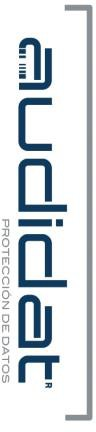 audidat R
PROTECCIÓN DE DATOS